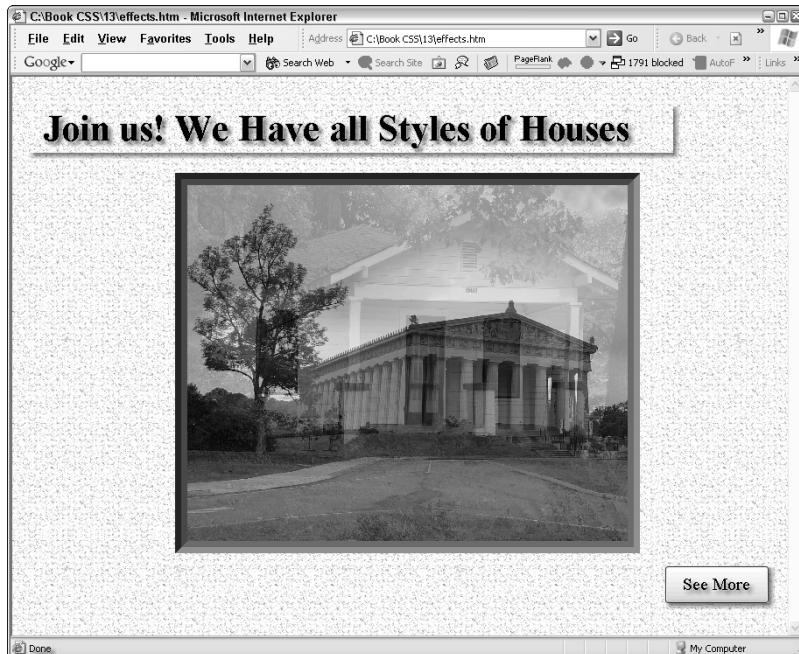 C:\Book CSS\13\effects.htm - Microsoft Internet Explorer
File Edit View Favorites Tools Help Address C:\Book CSS\13\effects.htm Go Back
Google Search Web Search Site PageRank 1791 blocked AutoF » Links »
Join us! We Have all Styles of Houses
See More
Done My Computer